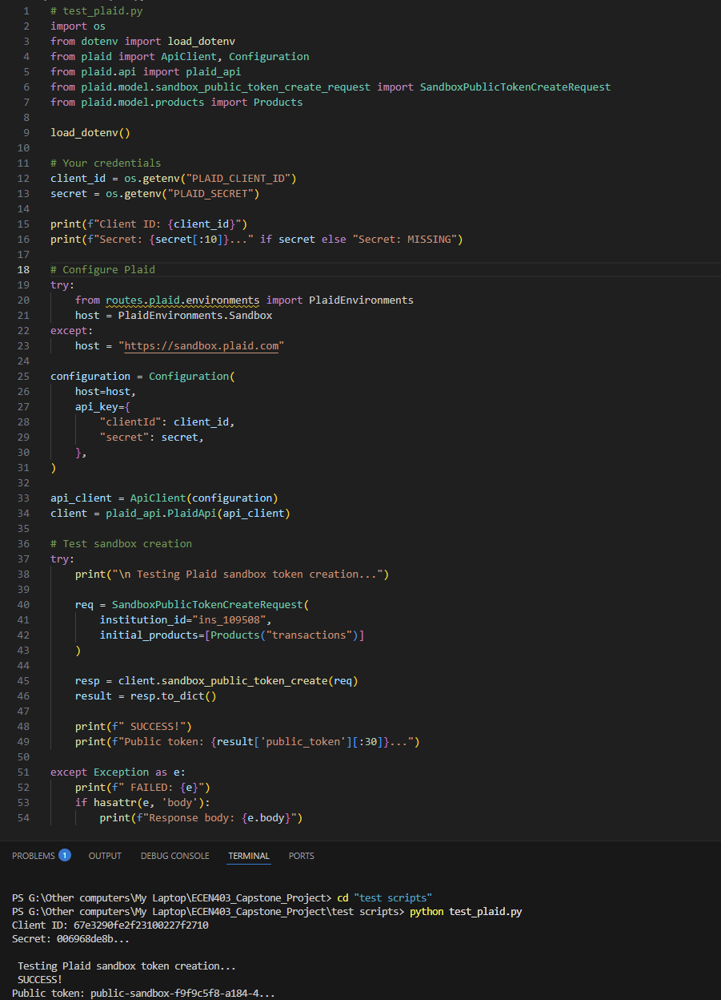 1 # test_plaid.py
2 import os
3 from dotenv import load_dotenv
4 from plaid import ApiClient, Configuration
5 from plaid.api import plaid_api
6 from plaid.model.sandbox_public_token_create_request import SandboxPublicTokenCreateRequest
7 from plaid.model.products import Products
8
9 load_dotenv()
10
11 # Your credentials
12 client_id = os.getenv("PLAID_CLIENT_ID")
13 secret = os.getenv("PLAID_SECRET")
14
15 print(f"Client ID: {client_id}")
16 print(f"Secret: {secret[:10]}..." if secret else "Secret: MISSING")
17
18 # Configure Plaid
19 try:
20     from routes.plaid.environments import PlaidEnvironments
21     host = PlaidEnvironments.Sandbox
22 except:
23     host = "https://sandbox.plaid.com"
24
25 configuration = Configuration(
26     host=host,
27     api_key={
28         "clientId": client_id,
29         "secret": secret,
30     },
31 )
32
33 api_client = ApiClient(configuration)
34 client = plaid_api.PlaidApi(api_client)
35
36 # Test sandbox creation
37 try:
38     print("\n Testing Plaid sandbox token creation...")
39
40     req = SandboxPublicTokenCreateRequest(
41         institution_id="ins_109508",
42         initial_products=[Products("transactions")]
43     )
44
45     resp = client.sandbox_public_token_create(req)
46     result = resp.to_dict()
47
48     print(f" SUCCESS!")
49     print(f"Public token: {result['public_token'][:30]}...")
50
51 except Exception as e:
52     print(f" FAILED: {e}")
53     if hasattr(e, 'body'):
54         print(f"Response body: {e.body}")
PROBLEMS 1 OUTPUT DEBUG CONSOLE TERMINAL PORTS
PS G:\Other computers\My Laptop\ECEN403_Capstone_Project> cd "test scripts"
PS G:\Other computers\My Laptop\ECEN403_Capstone_Project\test scripts> python test_plaid.py
Client ID: 67e3290fe2f23100227f2710
Secret: 006968de8b...

 Testing Plaid sandbox token creation...
 SUCCESS!
Public token: public-sandbox-f9f9c5f8-a184-4...